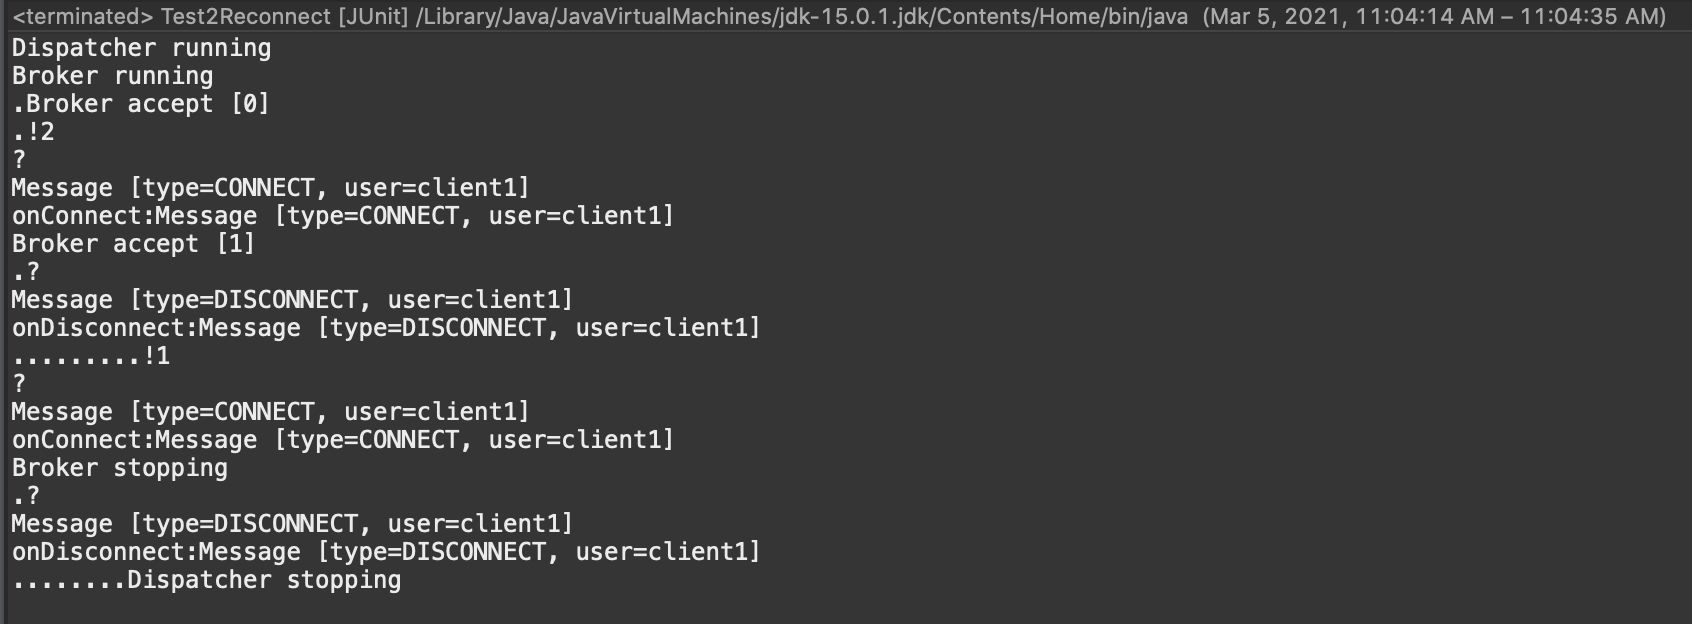 <terminated> Test2Reconnect [JUnit] /Library/Java/JavaVirtualMachines/jdk-15.0.1.jdk/Contents/Home/bin/java (Mar 5, 2021, 11:04:14 AM – 11:04:35 AM)
Dispatcher running
Broker running
.Broker accept [0]
.!2
?
Message [type=CONNECT, user=client1]
onConnect:Message [type=CONNECT, user=client1]
Broker accept [1]
.?
Message [type=DISCONNECT, user=client1]
onDisconnect:Message [type=DISCONNECT, user=client1]
.........!1
?
Message [type=CONNECT, user=client1]
onConnect:Message [type=CONNECT, user=client1]
Broker stopping
.?
Message [type=DISCONNECT, user=client1]
onDisconnect:Message [type=DISCONNECT, user=client1]
........Dispatcher stopping